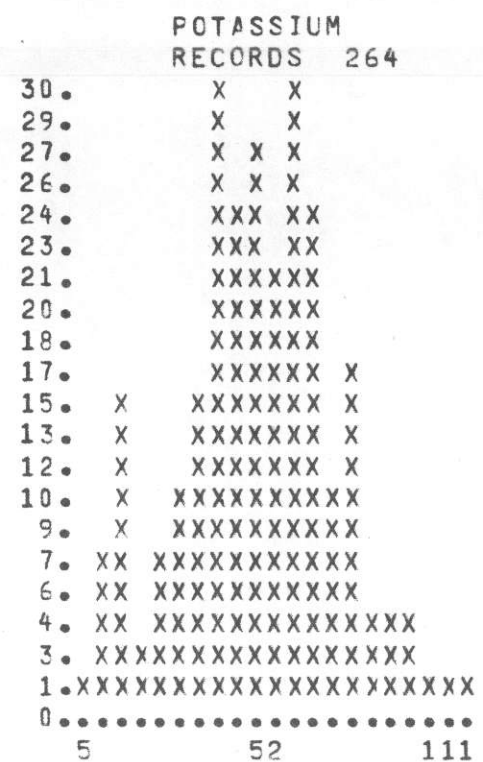 POTASSIUM
RECORDS  264
30.       X   X
29.       X   X
27.       X X X
26.       X X X
24.       XXX XX
23.       XXX XX
21.       XXXXXX
20.       XXXXXX
18.       XXXXXX
17.       XXXXXX X
15.  X   XXXXXXX X
13.  X   XXXXXXX X
12.  X   XXXXXXX X
10.  X  XXXXXXXXXX
9.  X  XXXXXXXXXX
7. XX XXXXXXXXXXX
6. XX XXXXXXXXXXX
4. XX XXXXXXXXXXXXXX
3. XXXXXXXXXXXXXXXXX
1.XXXXXXXXXXXXXXXXXXXXX
0......................
5        52       111